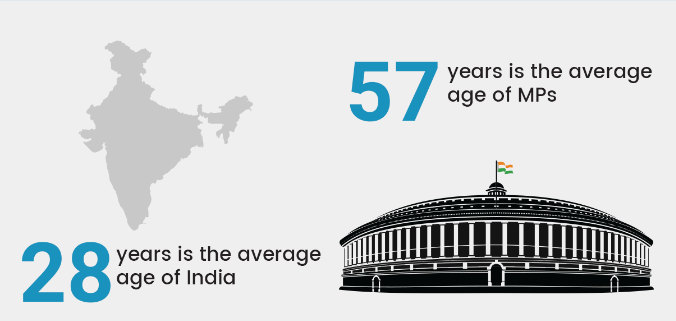 57 years is the average
age of MPs
28 years is the average
age of India